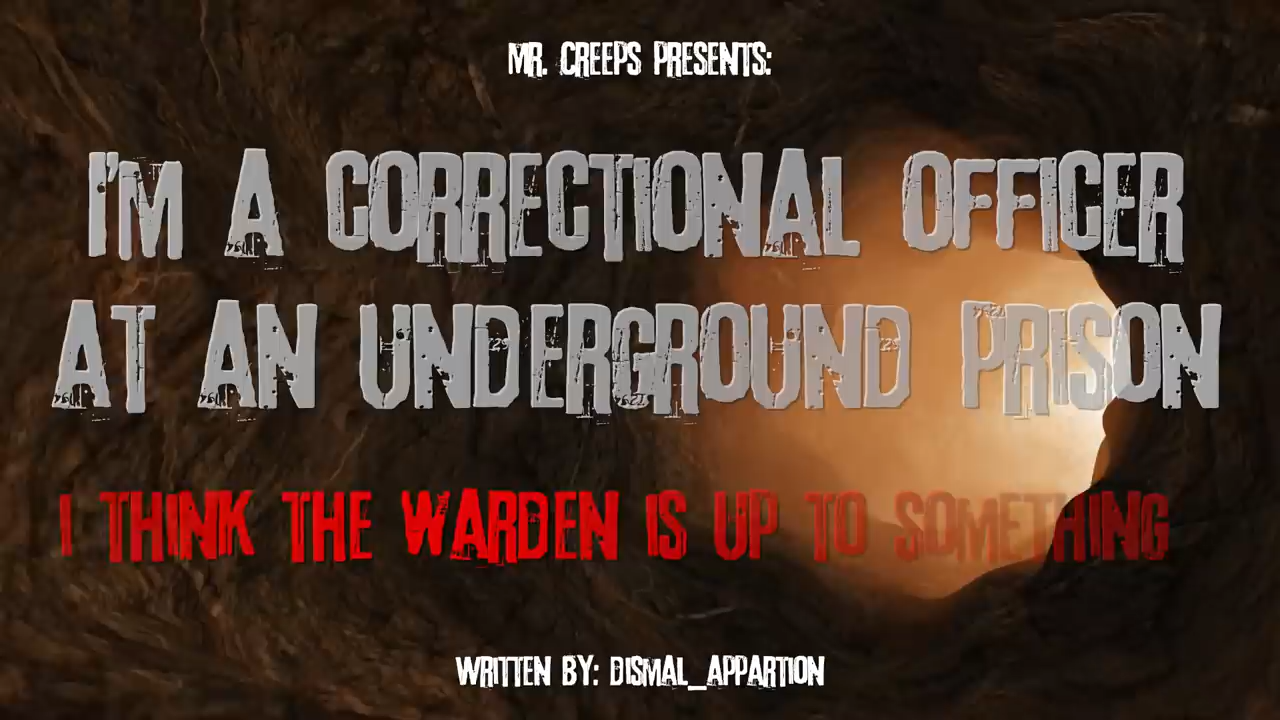 MR. CREEPS PRESENTS:
I'M A CORRECTIONAL OFFICER
AT AN UNDERGROUND PRISON
I THINK THE WARDEN IS UP TO SOMETHING
WRITTEN BY: DISMAL_APPARTION